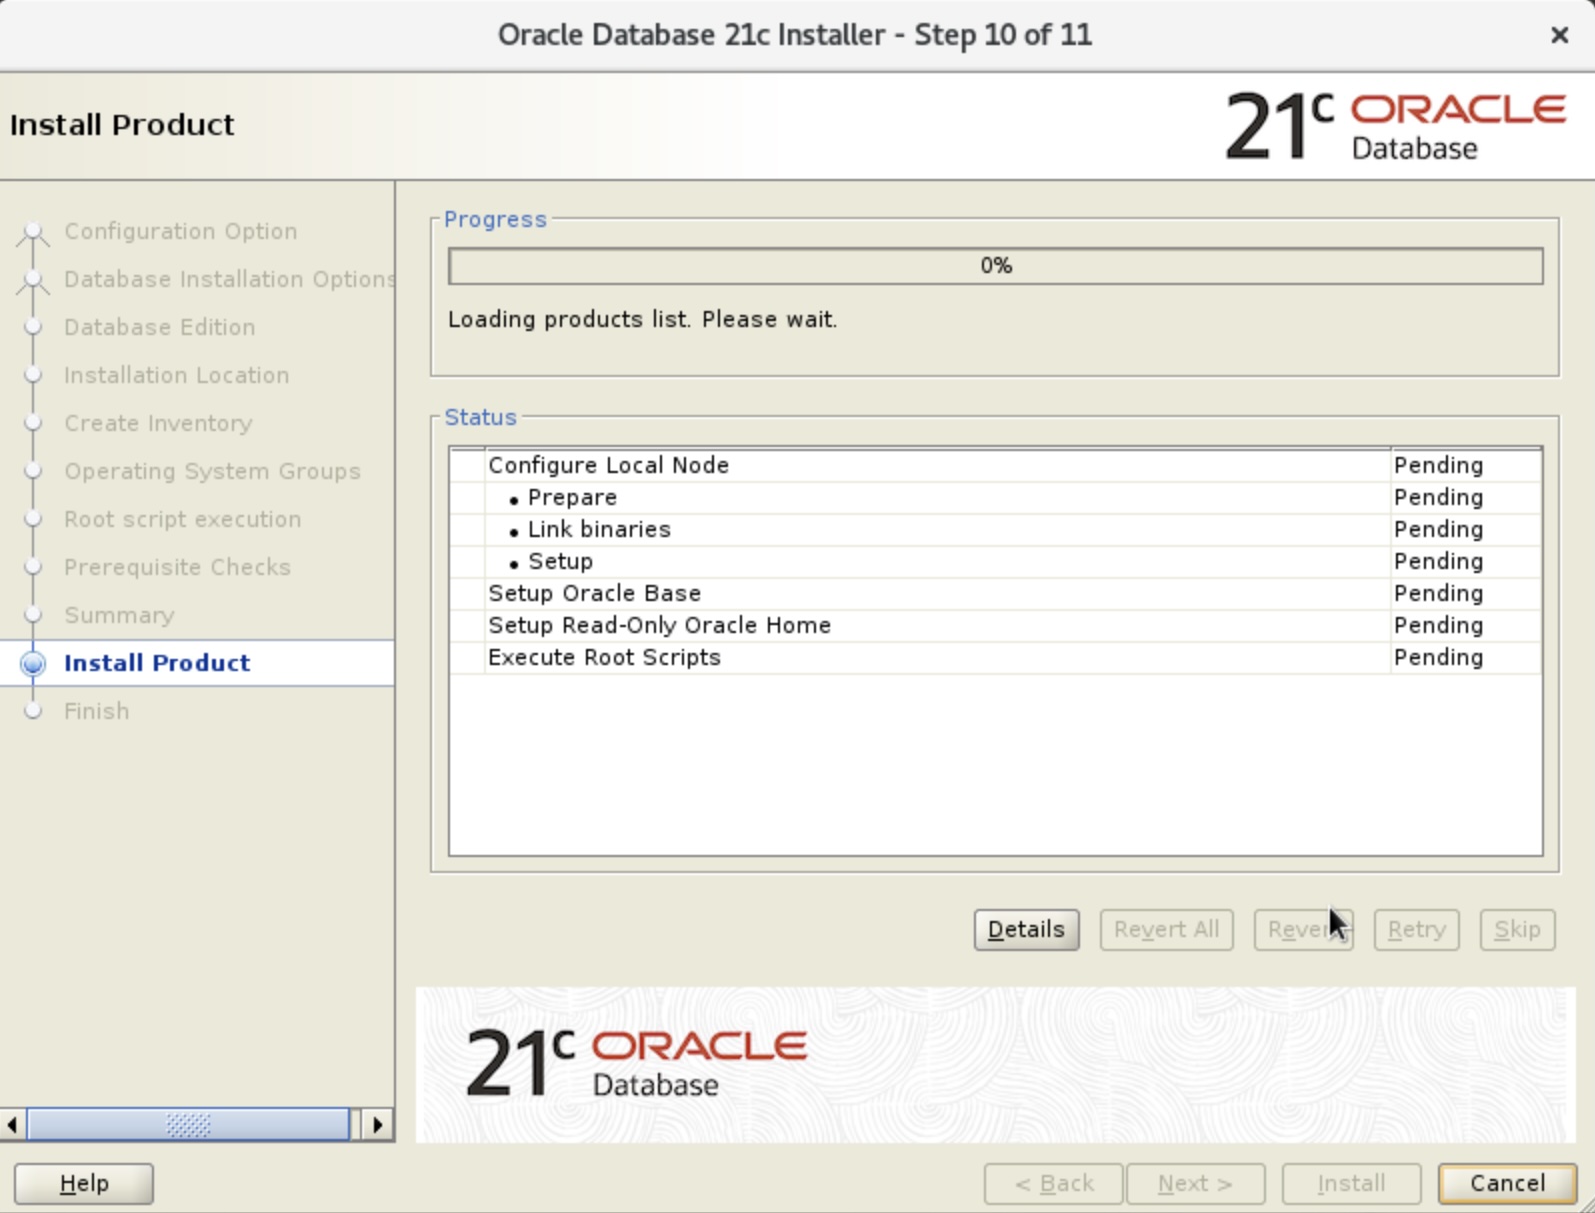 Oracle Database 21c Installer - Step 10 of 11
Install Product
21c ORACLE
Database
Configuration Option
Database Installation Options
Database Edition
Installation Location
Create Inventory
Operating System Groups
Root script execution
Prerequisite Checks
Summary
Install Product
Finish
Progress
0%
Loading products list. Please wait.
Status
Configure Local Node Pending
• Prepare Pending
• Link binaries Pending
• Setup Pending
Setup Oracle Base Pending
Setup Read-Only Oracle Home Pending
Execute Root Scripts Pending
Details Revert All Rever Retry Skip
21c ORACLE
Database
Help < Back Next > Install Cancel